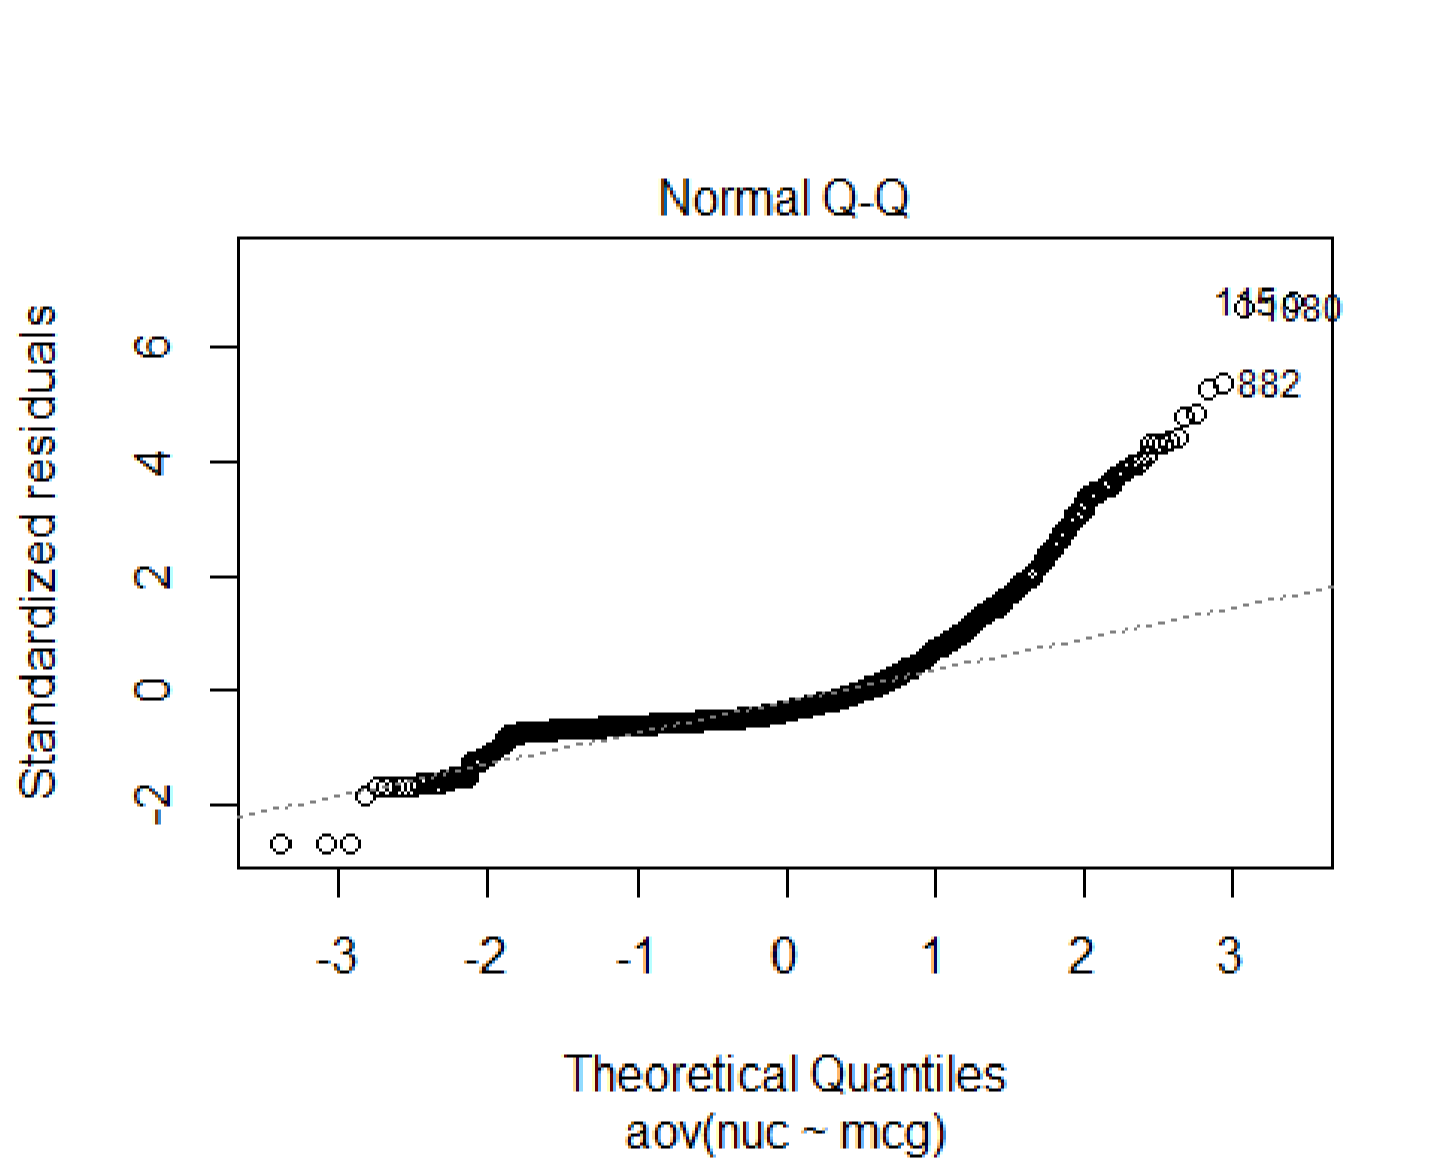 Normal Q-Q
Standardized residuals
6
4
2
0
-2
1080
882
-3 -2 -1 0 1 2 3
Theoretical Quantiles
aov(nuc ~ mcg)